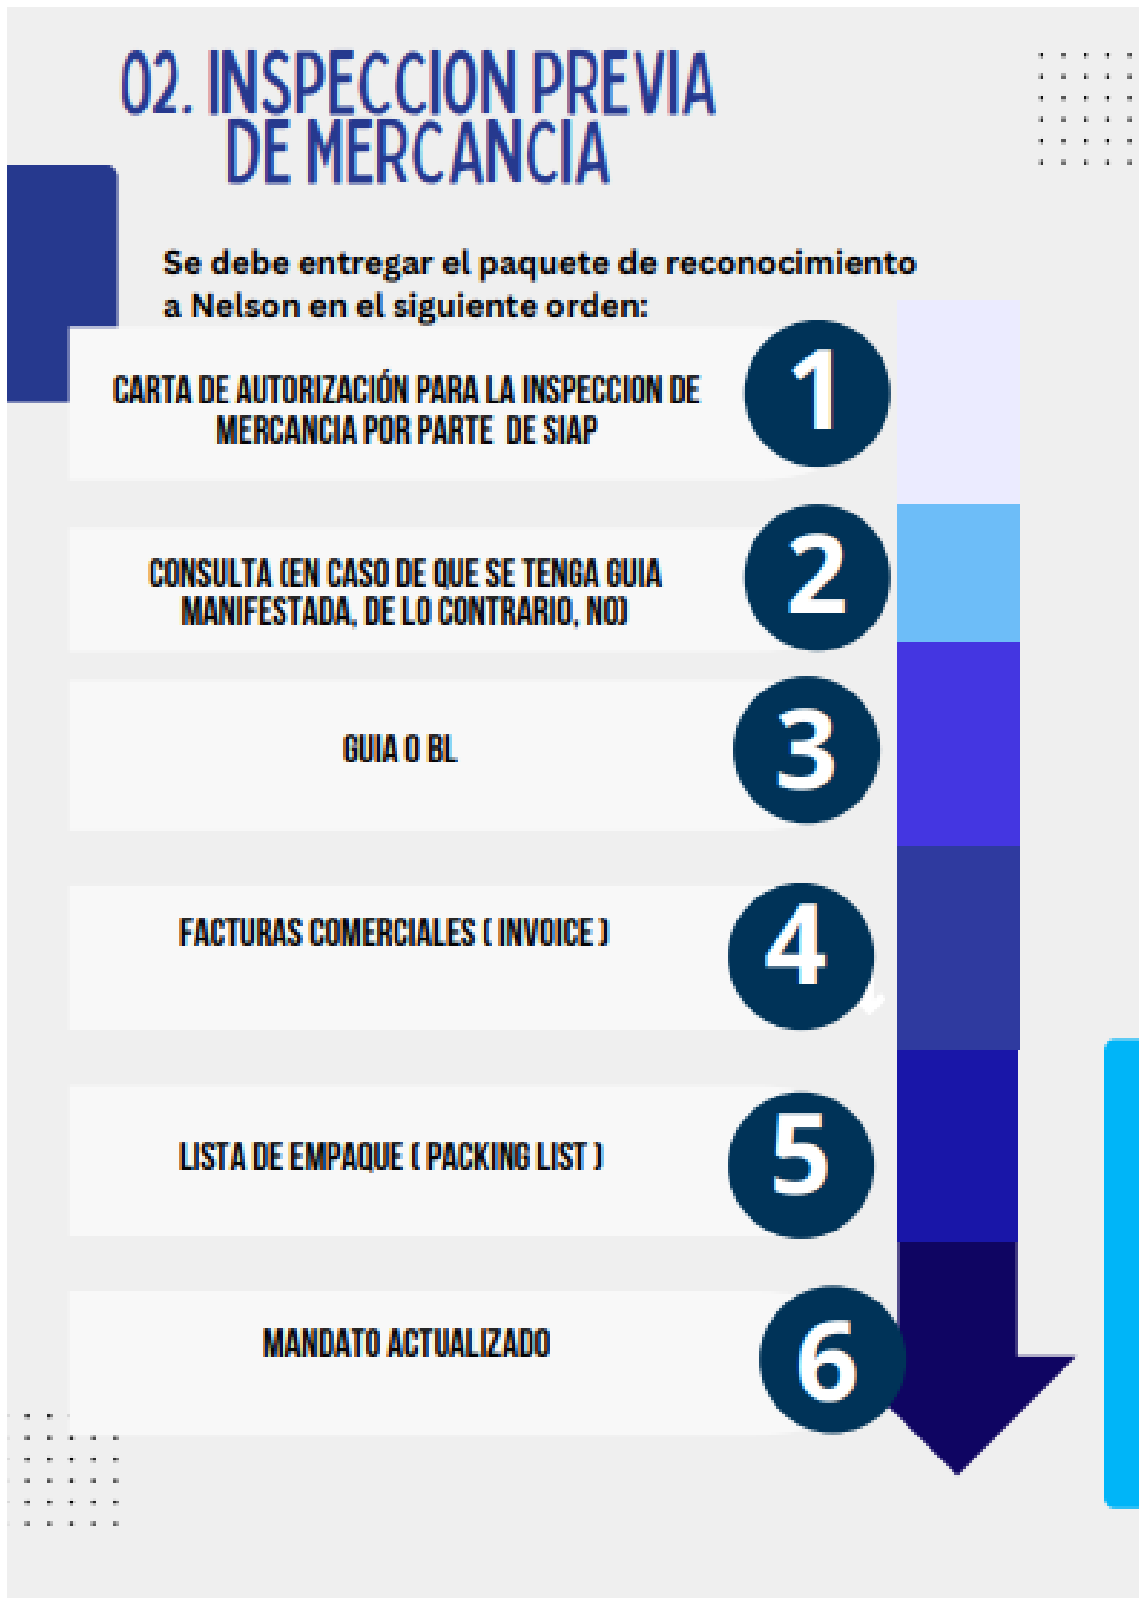 02. INSPECCION PREVIA
DE MERCANCIA
Se debe entregar el paquete de reconocimiento
a Nelson en el siguiente orden:
CARTA DE AUTORIZACIÓN PARA LA INSPECCION DE
MERCANCIA POR PARTE DE SIAP
1
CONSULTA (EN CASO DE QUE SE TENGA GUIA
MANIFESTADA, DE LO CONTRARIO, NO)
2
GUIA O BL
3
FACTURAS COMERCIALES ( INVOICE )
4
LISTA DE EMPAQUE ( PACKING LIST )
5
MANDATO ACTUALIZADO
6